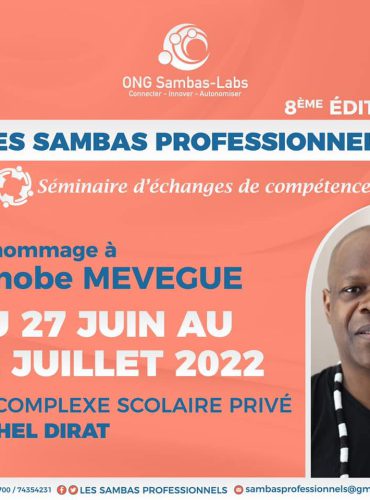 ONG Sambas-Labs
Connecter - Innover - Autonomiser
8ÈME ÉDIT
ES SAMBAS PROFESSIONNEL
Séminaire d'échanges de compétence
hommage à
nobe MEVEGUE
U 27 JUIN AU
JUILLET 2022
COMPLEXE SCOLAIRE PRIVÉ
HEL DIRAT
700 / 74354231 LES SAMBAS PROFESSIONNELS sambasprofessionnels@gm